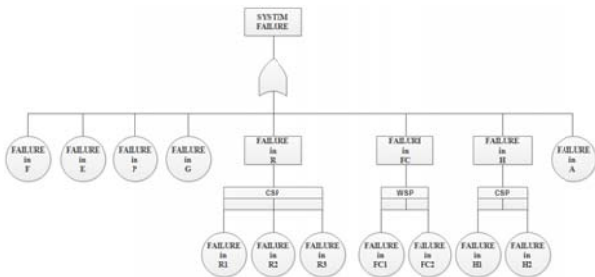 SYSTEM
FAILURE
FAILURE
in
F
FAILURE
in
E
FAILURE
in
P
FAILURE
in
G
FAILURE
in
R
FAILURI
in
FC
FAILURE
in
H
FAILURE
in
A
CSP
WSP
CSP
FAILURE
in
R1
FAILURE
in
R2
FAILURE
in
R3
FAILURE
in
FC1
FAILURE
in
FC2
FAILURE
in
H1
FAILURE
in
H2